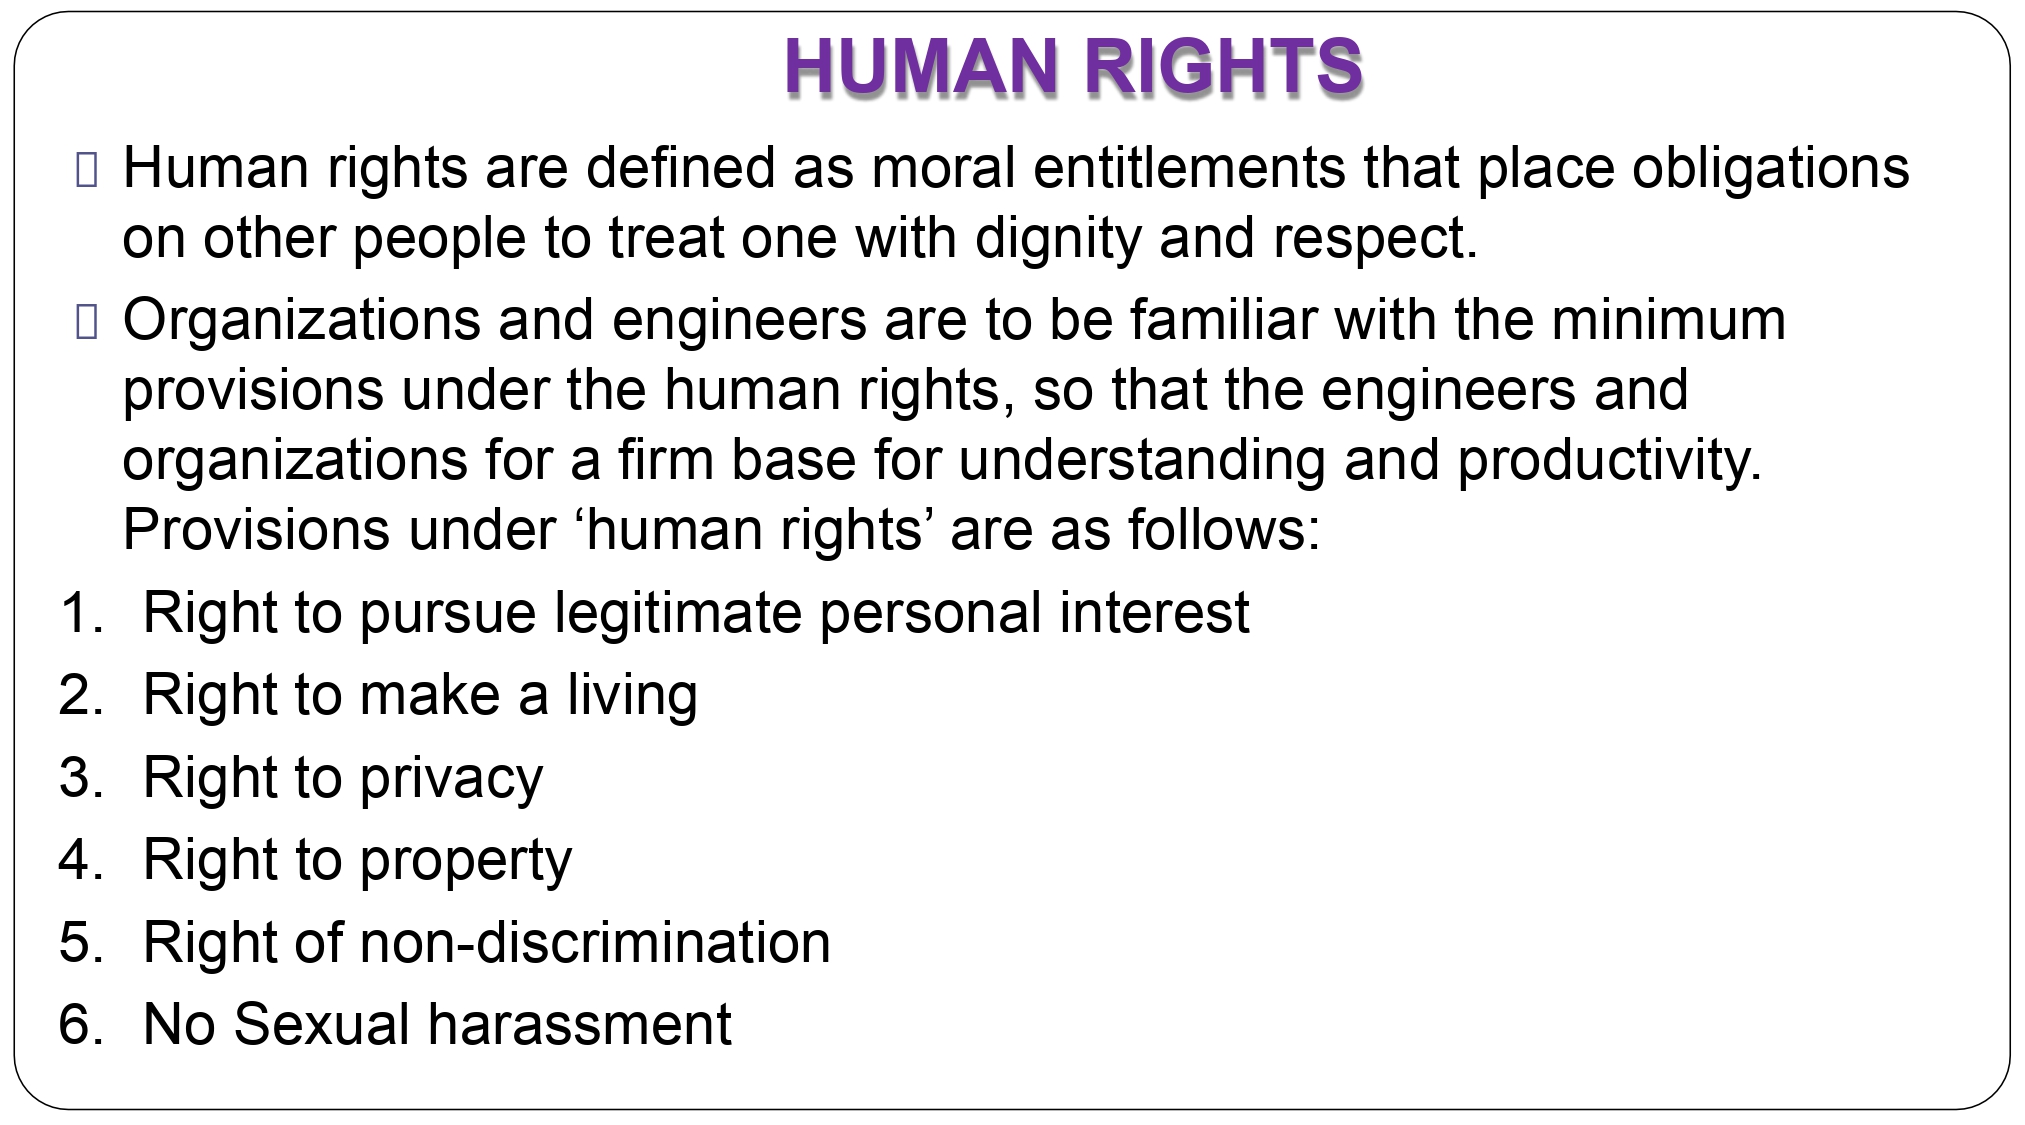 HUMAN RIGHTS
Human rights are defined as moral entitlements that place obligations
on other people to treat one with dignity and respect.
Organizations and engineers are to be familiar with the minimum
provisions under the human rights, so that the engineers and
organizations for a firm base for understanding and productivity.
Provisions under ‘human rights’ are as follows:
1. Right to pursue legitimate personal interest
2. Right to make a living
3. Right to privacy
4. Right to property
5. Right of non-discrimination
6. No Sexual harassment